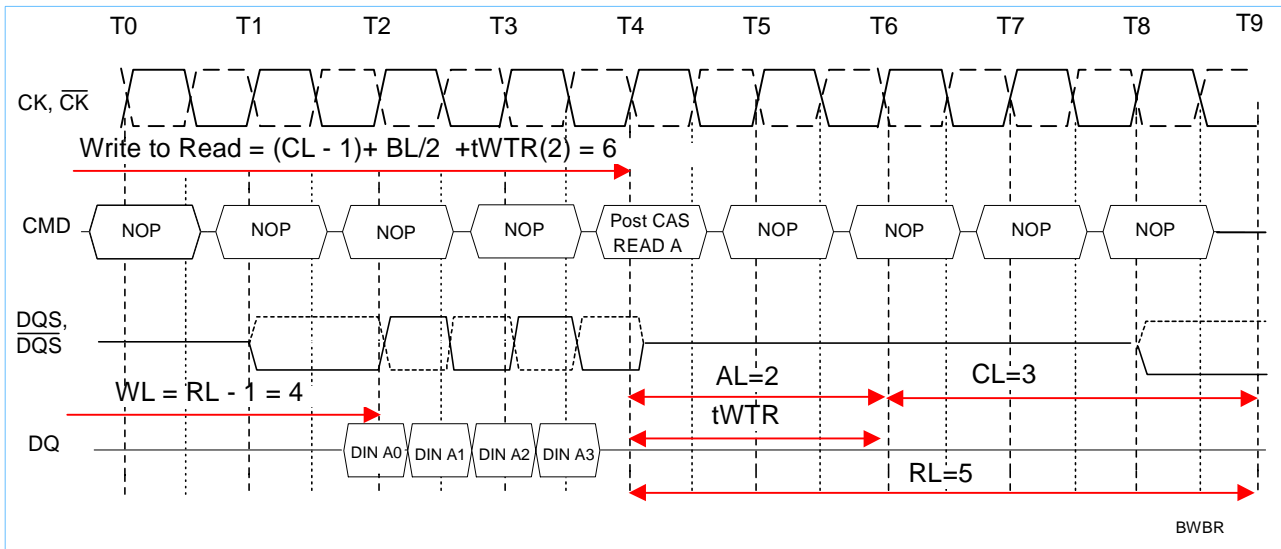 T0 T1 T2 T3 T4 T5 T6 T7 T8 T9
CK, CK
Write to Read = (CL - 1)+ BL/2 +tWTR(2) = 6
CMD NOP NOP NOP NOP Post CAS READ A NOP NOP NOP NOP
DQS,
DQS
AL=2 CL=3
WL = RL - 1 = 4
tWTR
DQ DIN A0 DIN A1 DIN A2 DIN A3
RL=5
BWBR